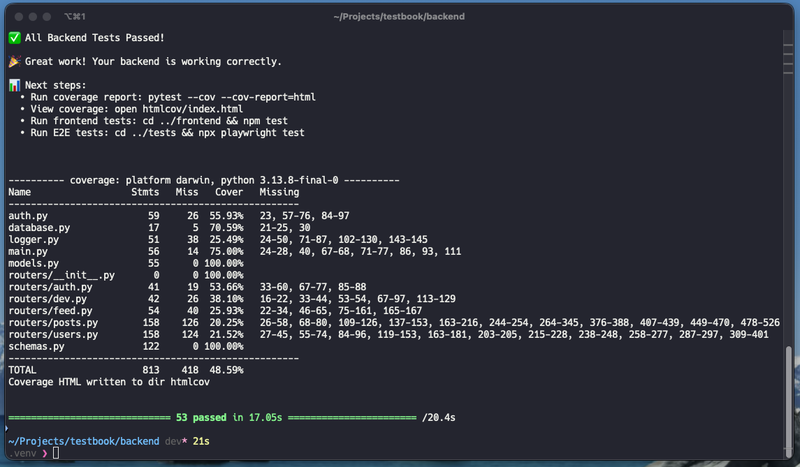 ⌥⌘1
~/Projects/testbook/backend
✅ All Backend Tests Passed!
🎉 Great work! Your backend is working correctly.
📊 Next steps:
• Run coverage report: pytest --cov --cov-report=html
• View coverage: open htmlcov/index.html
• Run frontend tests: cd ../frontend && npm test
• Run E2E tests: cd ../tests && npx playwright test
---------- coverage: platform darwin, python 3.13.8-final-0 ----------
Name Stmts Miss Cover Missing
----------------------------------------------------
auth.py 59 26 55.93% 23, 57-76, 84-97
database.py 17 5 70.59% 21-25, 30
logger.py 51 38 25.49% 24-50, 71-87, 102-130, 143-145
main.py 56 14 75.00% 24-28, 40, 67-68, 71-77, 86, 93, 111
models.py 55 0 100.00%
routers/__init__.py 0 0 100.00%
routers/auth.py 41 19 53.66% 33-60, 67-77, 85-88
routers/dev.py 42 26 38.10% 16-22, 33-44, 53-54, 67-97, 113-129
routers/feed.py 54 40 25.93% 22-34, 46-65, 75-161, 165-167
routers/posts.py 158 126 20.25% 26-58, 68-80, 109-126, 137-153, 163-216, 244-254, 264-345, 376-388, 407-439, 449-470, 478-526
routers/users.py 158 124 21.52% 27-45, 55-74, 84-96, 119-153, 163-181, 203-205, 215-228, 238-248, 258-277, 287-297, 309-401
schemas.py 122 0 100.00%
----------------------------------------------------
TOTAL 813 418 48.59%
Coverage HTML written to dir htmlcov
============================= 53 passed in 17.05s ======================= /20.4s
~/Projects/testbook/backend dev* 21s
.venv ❯